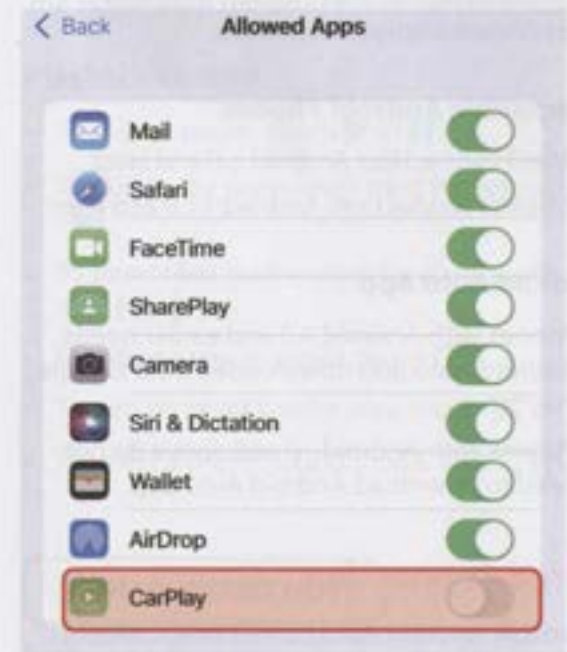 Back
Allowed Apps
Mail
Safari
FaceTime
SharePlay
Camera
Siri & Dictation
Wallet
AirDrop
CarPlay